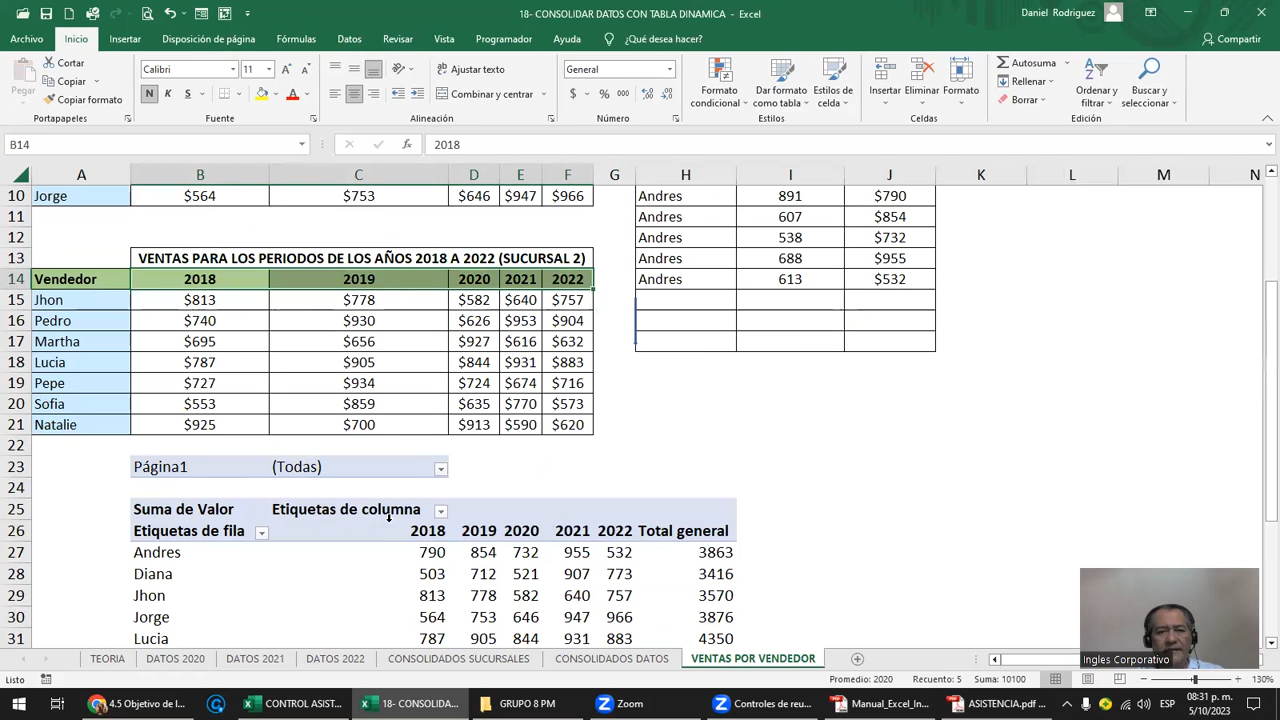 18- CONSOLIDAR DATOS CON TABLA DINAMICA - Excel
Daniel Rodriguez
Archivo Inicio Insertar Disposición de página Fórmulas Datos Revisar Vista Programador Ayuda ¿Qué desea hacer? Compartir
Pegar
Cortar
Copiar
Copiar formato
Calibri 11
N K S
Ajustar texto
Combinar y centrar
General
$ % 000
Formato condicional
Dar formato como tabla
Estilos de celda
Insertar Eliminar Formato
Autosuma
Rellenar
Borrar
Ordenar y filtrar
Buscar y seleccionar
Portapapeles Fuente Alineación Número Estilos Celdas Edición
B14 fx 2018
A B C D E F G H I J K L M N
10 Jorge $564 $753 $646 $947 $966 Andres 891 $790
11 Andres 607 $854
12 Andres 538 $732
13 VENTAS PARA LOS PERIODOS DE LOS AÑOS 2018 A 2022 (SUCURSAL 2) Andres 688 $955
14 Vendedor 2018 2019 2020 2021 2022 Andres 613 $532
15 Jhon $813 $778 $582 $640 $757
16 Pedro $740 $930 $626 $953 $904
17 Martha $695 $656 $927 $616 $632
18 Lucia $787 $905 $844 $931 $883
19 Pepe $727 $934 $724 $674 $716
20 Sofia $553 $859 $635 $770 $573
21 Natalie $925 $700 $913 $590 $620
22
23 Página1 (Todas)
24
25 Suma de Valor Etiquetas de columna
26 Etiquetas de fila 2018 2019 2020 2021 2022 Total general
27 Andres 790 854 732 955 532 3863
28 Diana 503 712 521 907 773 3416
29 Jhon 813 778 582 640 757 3570
30 Jorge 564 753 646 947 966 3876
31 Lucia 787 905 844 931 883 4350
Ingles Corporativo
TEORIA DATOS 2020 DATOS 2021 DATOS 2022 CONSOLIDADOS SUCURSALES CONSOLIDADOS DATOS VENTAS POR VENDEDOR
Listo Promedio: 2020 Recuento: 5 Suma: 10100 130%
4.5 Objetivo de l... CONTROL ASIST... 18- CONSOLIDA... GRUPO 8 PM Zoom Controles de reu... Manual_Excel_In... ASISTENCIA.pdf ... ESP 08:31 p. m.
5/10/2023